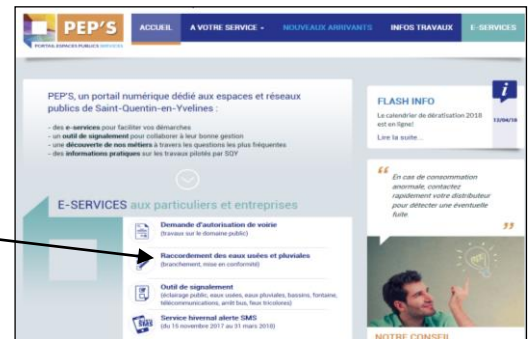 PEP'S
PORTAIL ESPACES PUBLICS SERVICES
ACCUEIL
A VOTRE SERVICE
NOUVEAUX ARRIVANTS
INFOS TRAVAUX
E-SERVICES
PEP'S, un portail numérique dédié aux espaces et réseaux
publics de Saint-Quentin-en-Yvelines :
- des e-services pour faciliter vos démarches
- un outil de signalement pour collaborer à leur bonne gestion
- une découverte de nos métiers à travers les questions les plus fréquentes
- des informations pratiques sur les travaux pilotés par SQY
E-SERVICES aux particuliers et entreprises
Demande d'autorisation de voirie
(travaux sur le domaine public)
Raccordement des eaux usées et pluviales
(branchement, mise en conformité)
Outil de signalement
(éclairage public, eaux usées, eaux pluviales, bassins, fontaine,
télécommunications, arrêt bus, feux tricolores)
Service hivernal alerte SMS
(du 15 novembre 2017 au 31 mars 2018)
i
13/04/18
FLASH INFO
Le calendrier de dératisation 2018
est en ligne!
Lire la suite...
“
En cas de consommation
anormale, contactez
rapidement votre distributeur
pour détecter une éventuelle
fuite
”
NOTRE CONSEIL